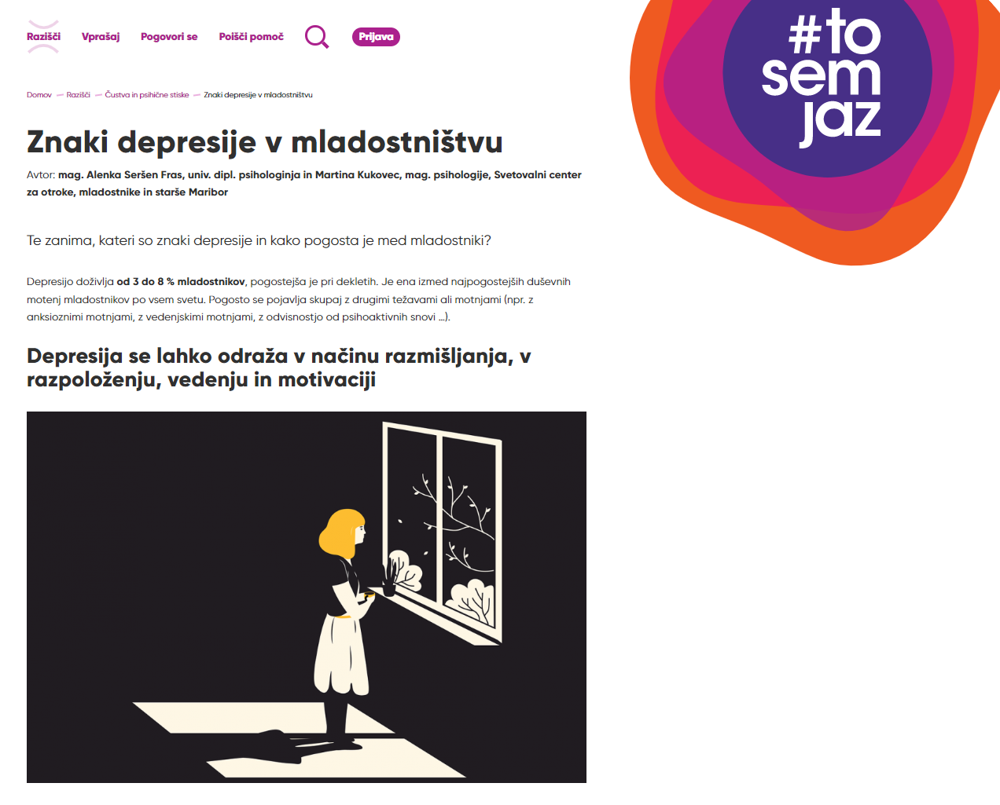 Razišči Vprašaj Pogovori se Poišči pomoč Prijava
#to
sem
jaz
Domov Razišči Čustva in psihične stiske Znaki depresije v mladostništvu
Znaki depresije v mladostništvu
Avtor: mag. Alenka Seršen Fras, univ. dipl. psihologinja in Martina Kukovec, mag. psihologije, Svetovalni center
za otroke, mladostnike in starše Maribor
Te zanima, kateri so znaki depresije in kako pogosta je med mladostniki?
Depresijo doživlja od 3 do 8 % mladostnikov, pogostejša je pri dekletih. Je ena izmed najpogostejših duševnih
motenj mladostnikov po vsem svetu. Pogosto se pojavlja skupaj z drugimi težavami ali motnjami (npr. z
anksioznimi motnjami, z vedenjskimi motnjami, z odvisnostjo od psihoaktivnih snovi …).
Depresija se lahko odraža v načinu razmišljanja, v
razpoloženju, vedenju in motivaciji